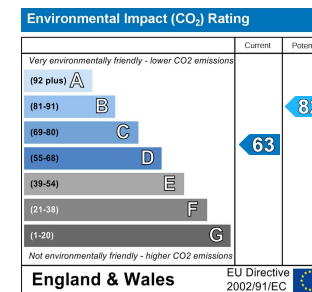 Environmental Impact (CO₂) Rating
Current
Very environmentally friendly - lower CO2 emissions
(92 plus) A
(81-91) B
(69-80) C
63
(55-68) D
(39-54) E
(21-38) F
(1-20) G
Not environmentally friendly - higher CO2 emissions
England & Wales
EU Directive
2002/91/EC